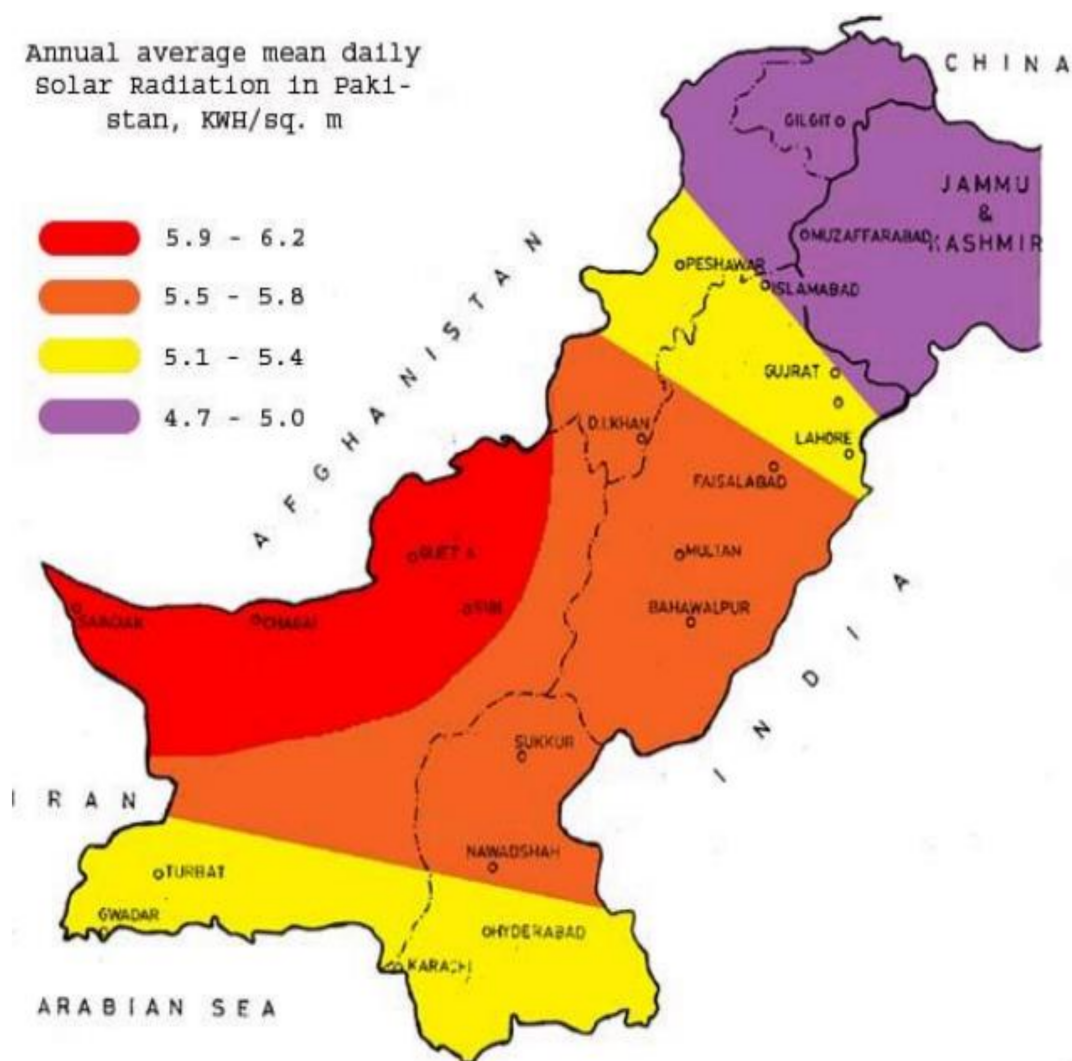 Annual average mean daily
Solar Radiation in Paki-
stan, KWH/sq. m
5.9 - 6.2
5.5 - 5.8
5.1 - 5.4
4.7 - 5.0
CHINA
GILGIT
JAMMU
&
KASHMIR
MUZAFFARABAD
PESHAWAR
ISLAMABAD
AFGHANISTAN
GUJRAT
D.I.KHAN
LAHORE
FAISALABAD
MULTAN
BAHAWALPUR
CHAGAI
SIBI
INDIA
SUKKUR
IRAN
NAWABSHAH
TURBAT
GWADAR
HYDERABAD
KARACHI
ARABIAN SEA